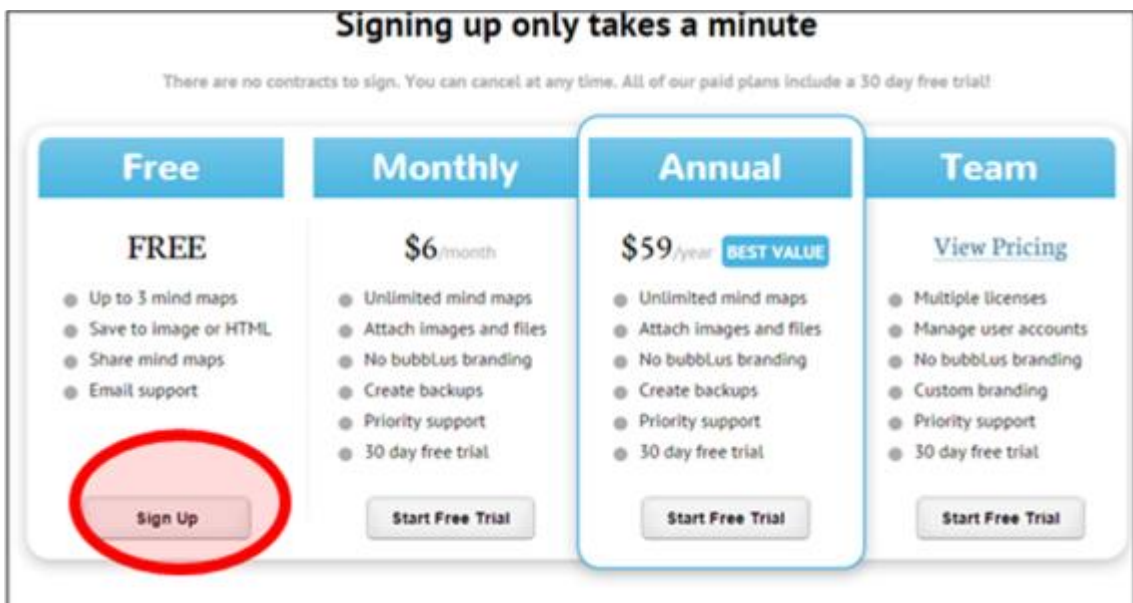 Signing up only takes a minute
There are no contracts to sign. You can cancel at any time. All of our paid plans include a 30 day free trial!
Free
FREE
Up to 3 mind maps
Save to image or HTML
Share mind maps
Email support
Sign Up
Monthly
$6/month
Unlimited mind maps
Attach images and files
No bubbl.us branding
Create backups
Priority support
30 day free trial
Start Free Trial
Annual
$59/year BEST VALUE
Unlimited mind maps
Attach images and files
No bubbl.us branding
Create backups
Priority support
30 day free trial
Start Free Trial
Team
View Pricing
Multiple licenses
Manage user accounts
No bubbl.us branding
Custom branding
Priority support
30 day free trial
Start Free Trial